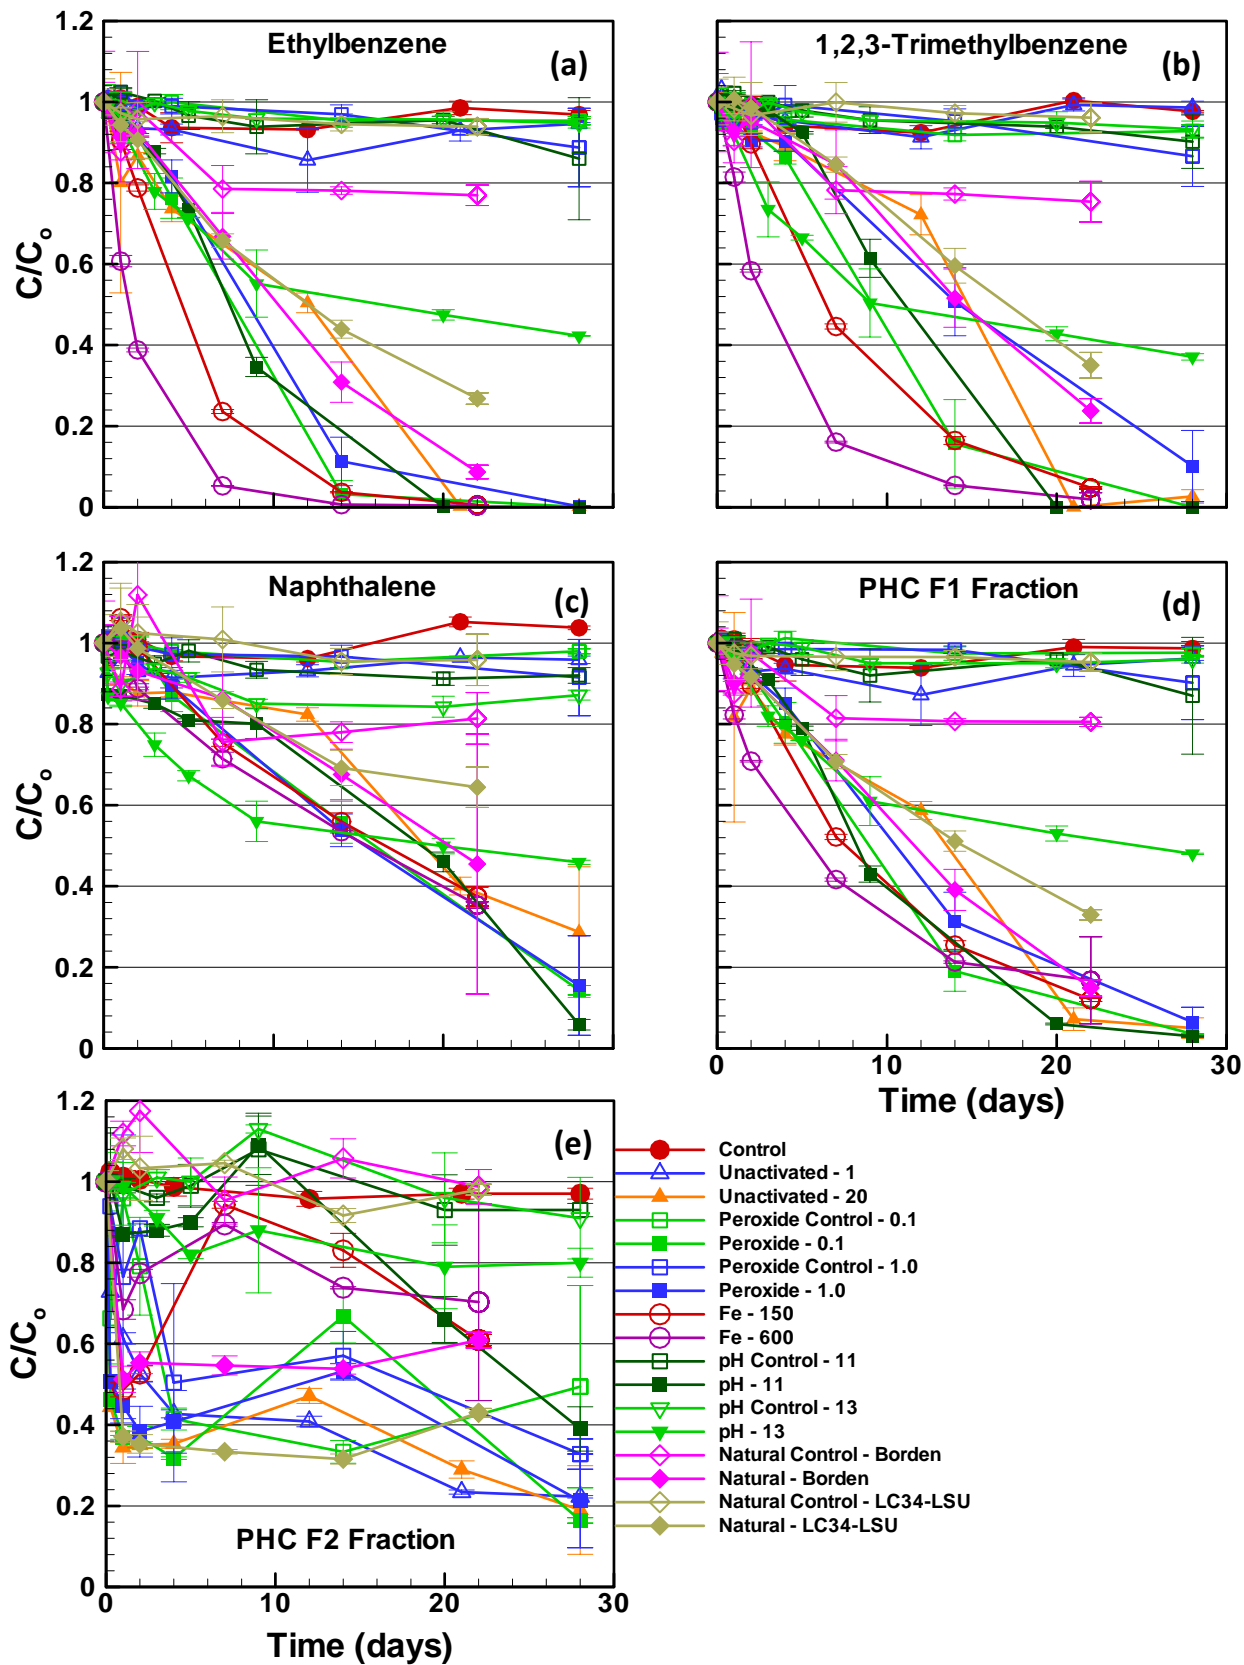 Ethylbenzene
(a)
1.2
1
0.8
0.6
0.4
0.2
0
C/Co
1,2,3-Trimethylbenzene
(b)
Naphthalene
(c)
1.2
1
0.8
0.6
0.4
0.2
0
C/Co
PHC F1 Fraction
(d)
0
10
20
30
Time (days)
(e)
PHC F2 Fraction
1.2
1
0.8
0.6
0.4
0.2
0
C/Co
0
10
20
30
Time (days)
Control
Unactivated - 1
Unactivated - 20
Peroxide Control - 0.1
Peroxide - 0.1
Peroxide Control - 1.0
Peroxide - 1.0
Fe - 150
Fe - 600
pH Control - 11
pH - 11
pH Control - 13
pH - 13
Natural Control - Borden
Natural - Borden
Natural Control - LC34-LSU
Natural - LC34-LSU